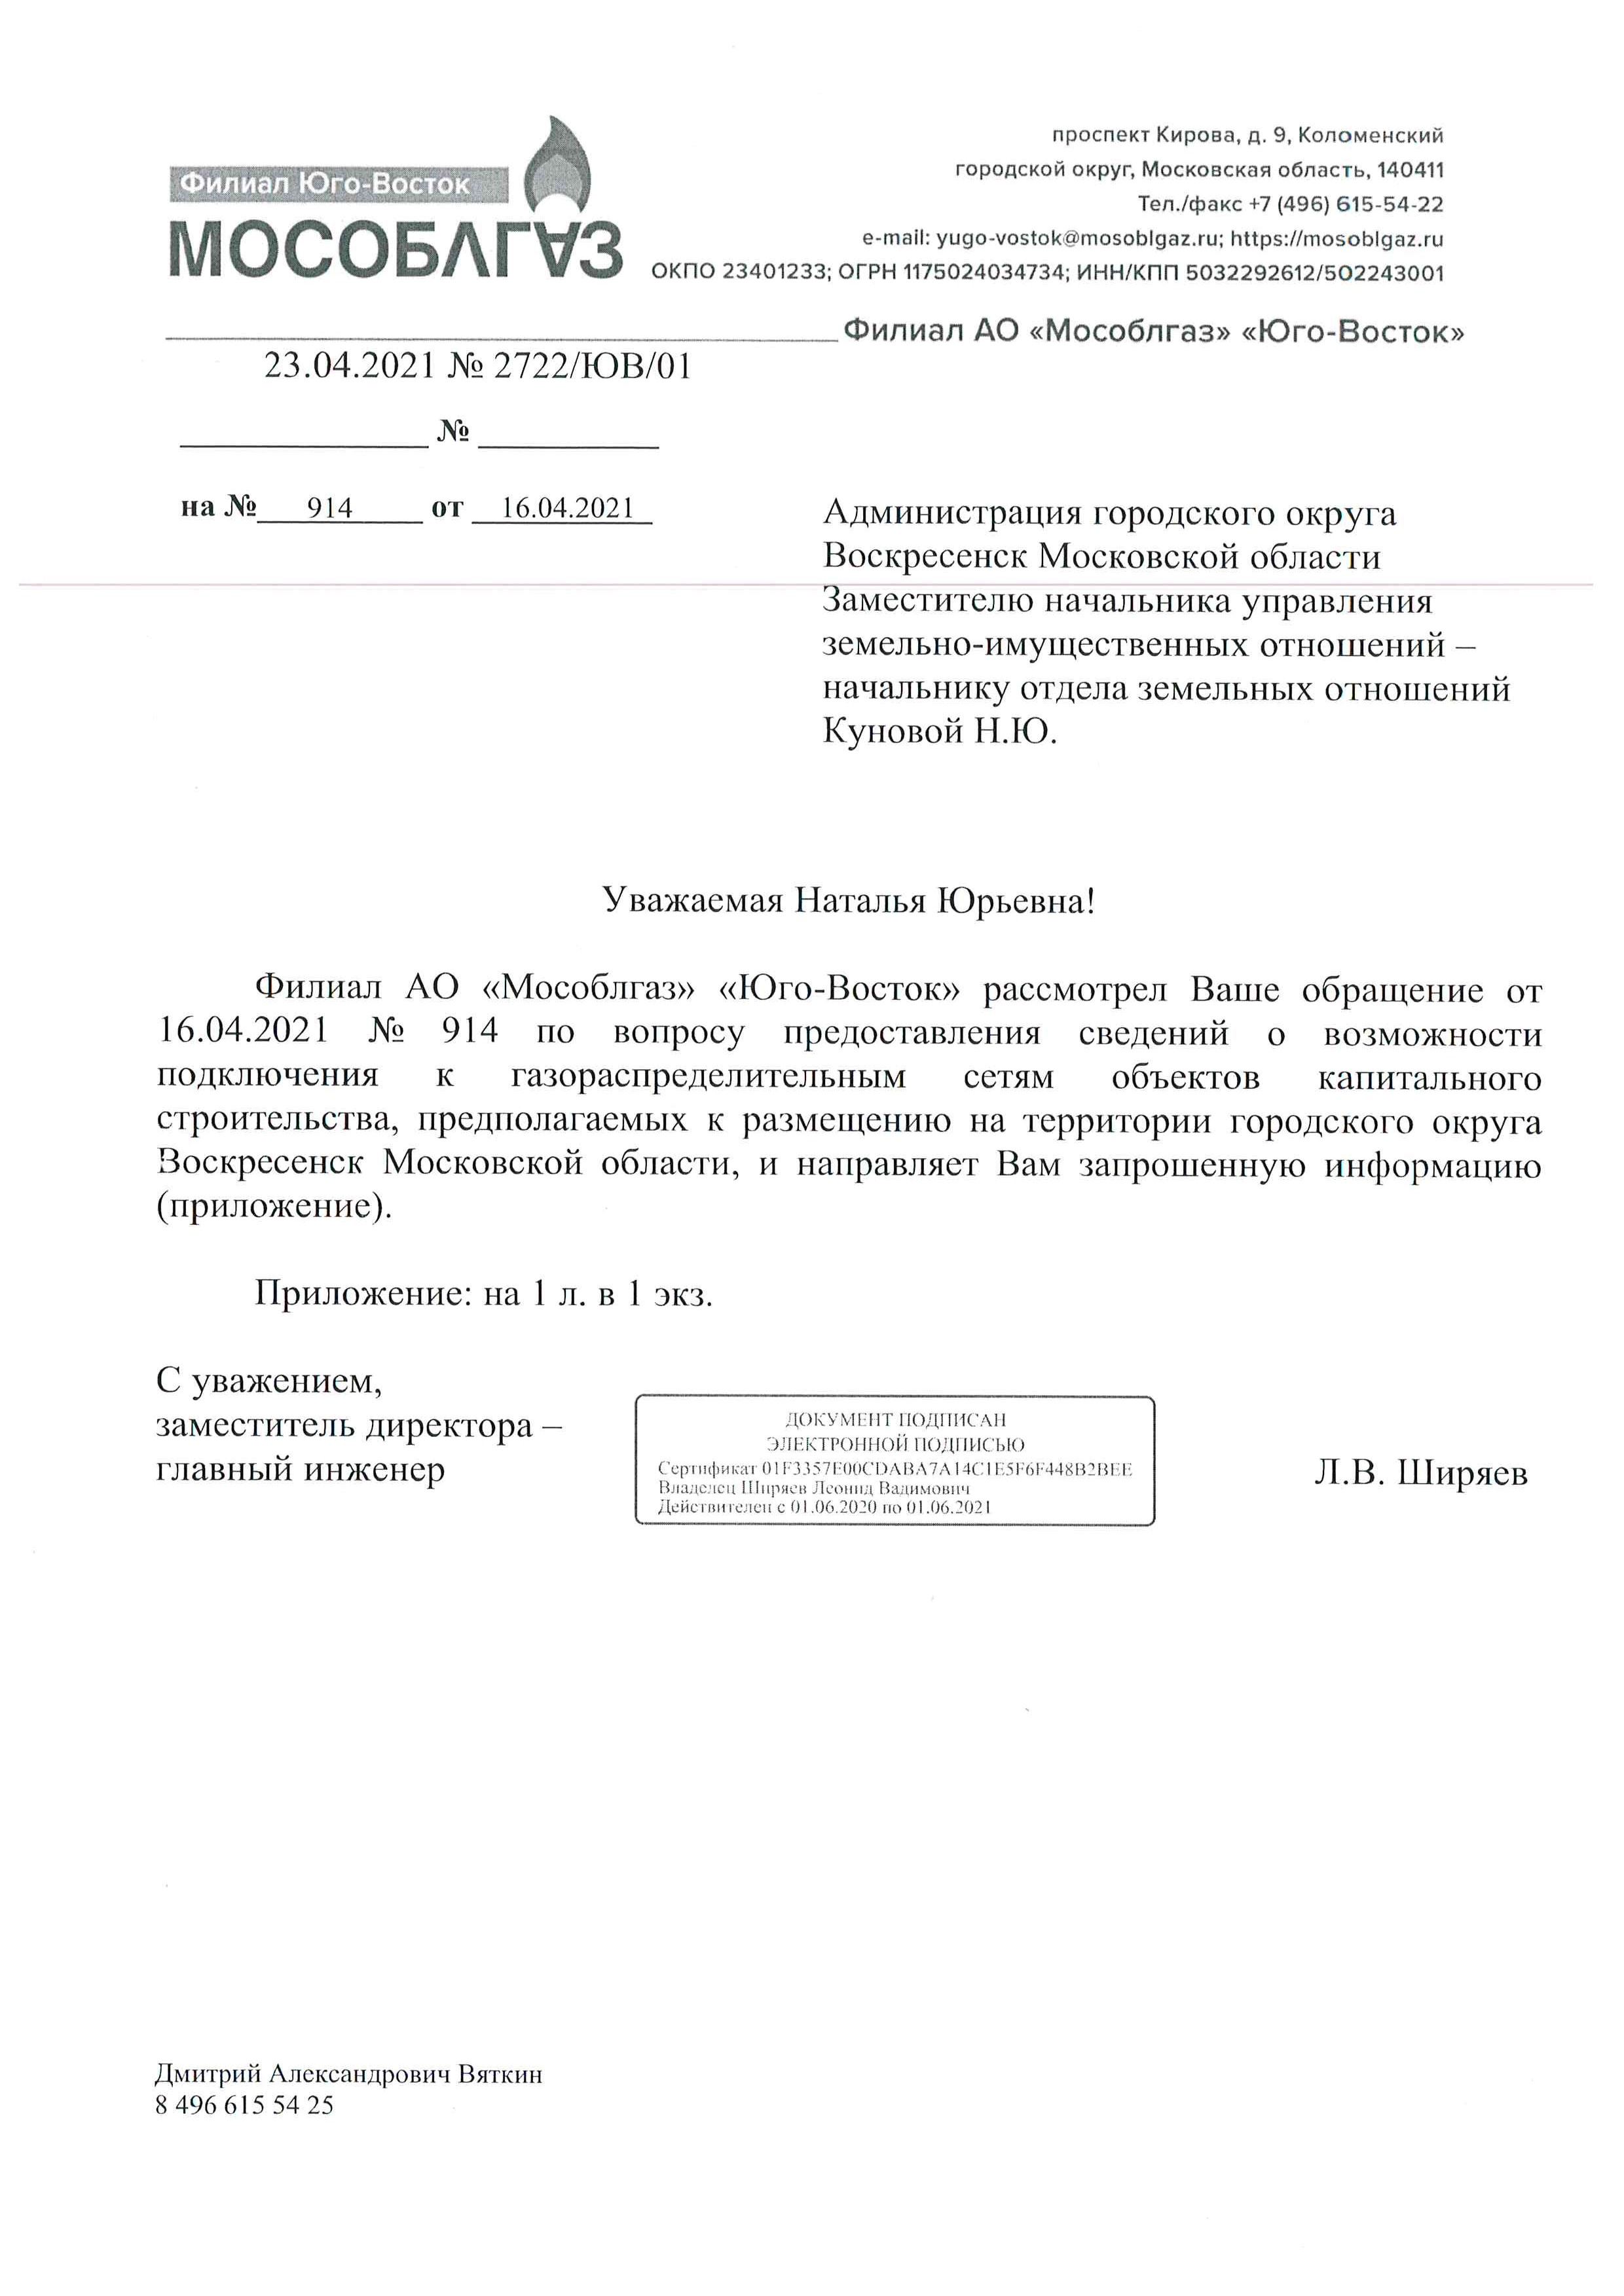 Филиал Юго-Восток
МОСОБЛГАЗ
проспект Кирова, д. 9, Коломенский
городской округ, Московская область, 140411
Тел./факс +7 (496) 615-54-22
e-mail: yugo-vostok@mosoblgaz.ru; https://mosoblgaz.ru
ОКПО 23401233; ОГРН 1175024034734; ИНН/КПП 5032292612/502243001
Филиал АО «Мособлгаз» «Юго-Восток»
23.04.2021 № 2722/ЮВ/01
№
на № 914 от 16.04.2021
Администрация городского округа
Воскресенск Московской области
Заместителю начальника управления
земельно-имущественных отношений –
начальнику отдела земельных отношений
Куновой Н.Ю.
Уважаемая Наталья Юрьевна!
Филиал АО «Мособлгаз» «Юго-Восток» рассмотрел Ваше обращение от
16.04.2021 № 914 по вопросу предоставления сведений о возможности
подключения к газораспределительным сетям объектов капитального
строительства, предполагаемых к размещению на территории городского округа
Воскресенск Московской области, и направляет Вам запрошенную информацию
(приложение).
Приложение: на 1 л. в 1 экз.
С уважением,
заместитель директора –
главный инженер
ДОКУМЕНТ ПОДПИСАН
ЭЛЕКТРОННОЙ ПОДПИСЬЮ
Сертификат 01F3357E00CDABA7A14C1E5F6F448B2BEE
Владелец Ширяев Леонид Вадимович
Действителен с 01.06.2020 по 01.06.2021
Л.В. Ширяев
Дмитрий Александрович Вяткин
8 496 615 54 25